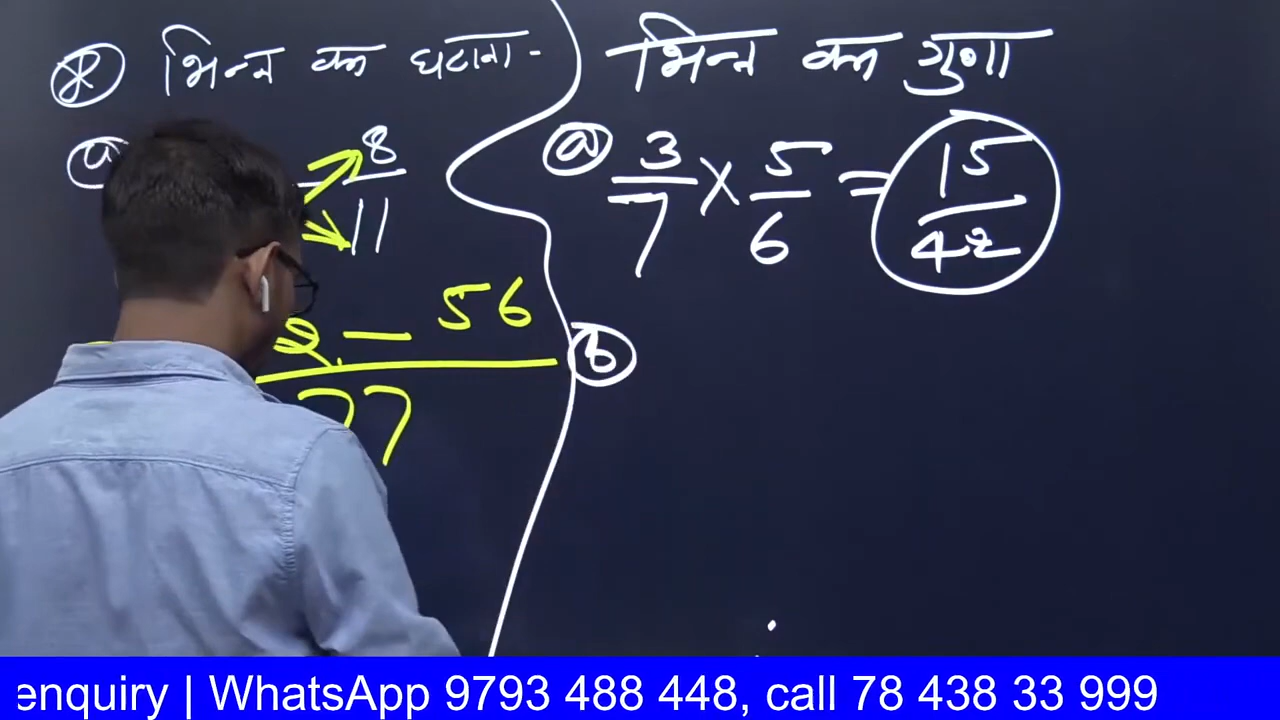 * भिन्न का घटाना -
(a) 8
11
2 — 56
77
भिन्न का गुणा
(a) 3/7 × 5/6 = 15/42
(b)
enquiry | WhatsApp 9793 488 448, call 78 438 33 999